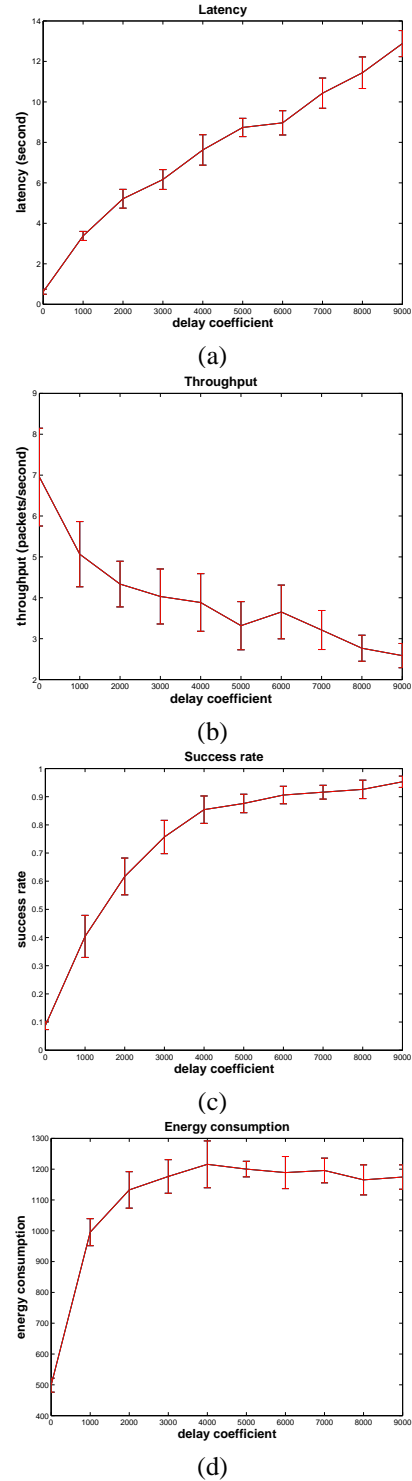 Latency
14
12
10
8
6
4
2
0
latency (second)
0 1000 2000 3000 4000 5000 6000 7000 8000 9000
delay coefficient
(a)
Throughput
9
8
7
6
5
4
3
2
throughput (packets/second)
0 1000 2000 3000 4000 5000 6000 7000 8000 9000
delay coefficient
(b)
Success rate
1
0.9
0.8
0.7
0.6
0.5
0.4
0.3
0.2
0.1
0
success rate
0 1000 2000 3000 4000 5000 6000 7000 8000 9000
delay coefficient
(c)
Energy consumption
1300
1200
1100
1000
900
800
700
600
500
400
energy consumption
0 1000 2000 3000 4000 5000 6000 7000 8000 9000
delay coefficient
(d)